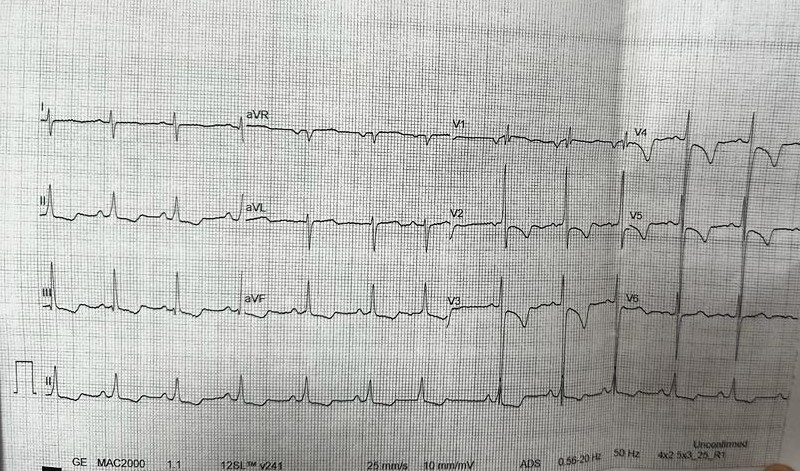 I aVR V1 V4
II aVL V2 V5
III aVF V3 V6
II
Unconfirmed
GE MAC2000 1.1 12SL™ v241 25 mm/s 10 mm/mV ADS 0.56-20 Hz 50 Hz 4x2.5x3_25_R1